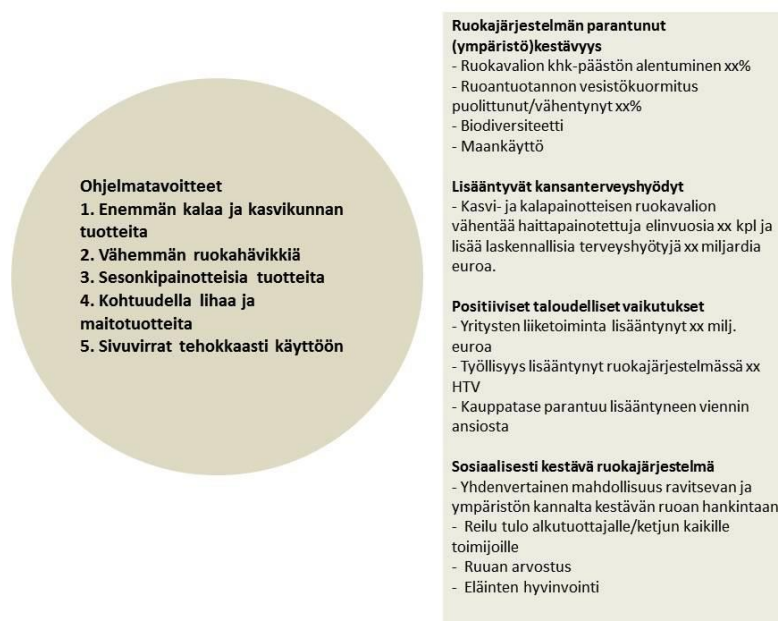 Ohjelmatavoitteet
1. Enemmän kalaa ja kasvikunnan
tuotteita
2. Vähemmän ruokahävikkiä
3. Sesonkipainotteisia tuotteita
4. Kohtuudella lihaa ja
maitotuotteita
5. Sivuvirrat tehokkaasti käyttöön
Ruokajärjestelmän parantunut
(ympäristö)kestävyys
- Ruokavalion khk-päästön alentuminen xx%
- Ruoantuotannon vesistökuormitus
puolittunut/vähentynyt xx%
- Biodiversiteetti
- Maankäyttö
Lisääntyvät kansanterveyshyödyt
- Kasvi- ja kalapainotteisen ruokavalion
vähentää haittapainotettuja elinvuosia xx kpl ja
lisää laskennallisia terveyshyötyjä xx miljardia
euroa.
Positiiviset taloudelliset vaikutukset
- Yritysten liiketoiminta lisääntynyt xx milj.
euroa
- Työllisyys lisääntynyt ruokajärjestelmässä xx
HTV
- Kauppatase parantuu lisääntyneen viennin
ansiosta
Sosiaalisesti kestävä ruokajärjestelmä
- Yhdenvertainen mahdollisuus ravitsevan ja
ympäristön kannalta kestävän ruoan hankintaan
- Reilu tulo alkutuottajalle/ketjun kaikille
toimijoille
- Ruuan arvostus
- Eläinten hyvinvointi